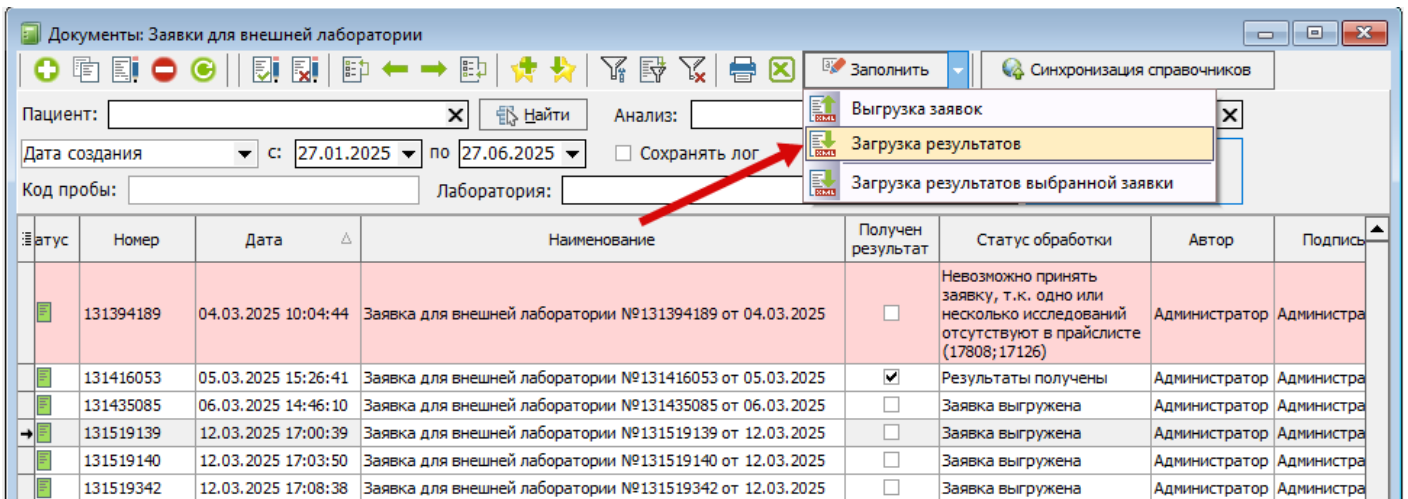 Документы: Заявки для внешней лаборатории
Заполнить
Синхронизация справочников
Выгрузка заявок
Загрузка результатов
Загрузка результатов выбранной заявки
XML
XML
XML
Пациент:
Найти
Анализ:
Дата создания
с: 27.01.2025
по 27.06.2025
Сохранять лог
Код пробы:
Лаборатория:
атус Номер Дата Наименование Получен результат Статус обработки Автор Подпись
131394189 04.03.2025 10:04:44 Заявка для внешней лаборатории №131394189 от 04.03.2025
Невозможно принять
заявку, т.к. одно или
несколько исследований
отсутствуют в прайслисте
(17808;17126)
Администратор Администра
131416053 05.03.2025 15:26:41 Заявка для внешней лаборатории №131416053 от 05.03.2025 Результаты получены Администратор Администра
131435085 06.03.2025 14:46:10 Заявка для внешней лаборатории №131435085 от 06.03.2025 Заявка выгружена Администратор Администра
131519139 12.03.2025 17:00:39 Заявка для внешней лаборатории №131519139 от 12.03.2025 Заявка выгружена Администратор Администра
131519140 12.03.2025 17:03:50 Заявка для внешней лаборатории №131519140 от 12.03.2025 Заявка выгружена Администратор Администра
131519342 12.03.2025 17:08:38 Заявка для внешней лаборатории №131519342 от 12.03.2025 Заявка выгружена Администратор Администра